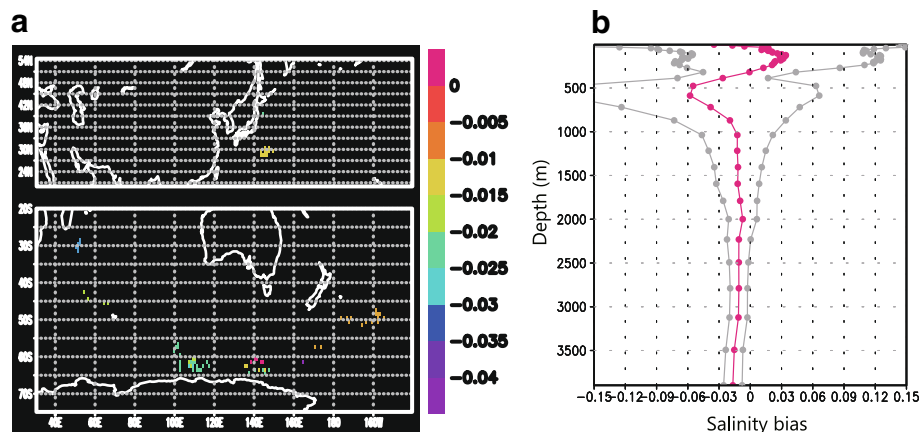 a
54N
48N
42N
36N
30N
24N
20S
30S
40S
50S
60S
70S
40E 60E 80E 100E 120E 140E 160E 180 160W
0
−0.005
−0.01
−0.015
−0.02
−0.025
−0.03
−0.035
−0.04
b
Depth (m)
500
1000
1500
2000
2500
3000
3500
−0.15 −0.12 −0.09 −0.06 −0.03 0 0.03 0.06 0.09 0.12 0.15
Salinity bias